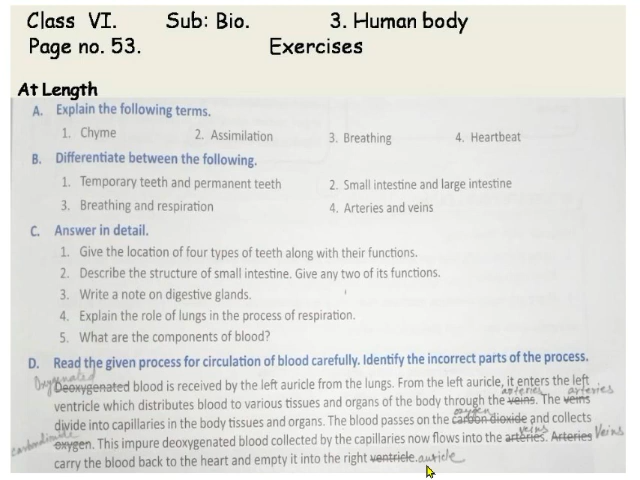 Class VI. Sub: Bio. 3. Human body
Page no. 53. Exercises
At Length
A. Explain the following terms.
1. Chyme 2. Assimilation 3. Breathing 4. Heartbeat
B. Differentiate between the following.
1. Temporary teeth and permanent teeth 2. Small intestine and large intestine
3. Breathing and respiration 4. Arteries and veins
C. Answer in detail.
1. Give the location of four types of teeth along with their functions.
2. Describe the structure of small intestine. Give any two of its functions.
3. Write a note on digestive glands.
4. Explain the role of lungs in the process of respiration.
5. What are the components of blood?
D. Read the given process for circulation of blood carefully. Identify the incorrect parts of the process.
Oxygenated
Deoxygenated blood is received by the left auricle from the lungs. From the left auricle, it enters the left
arteries arteries
ventricle which distributes blood to various tissues and organs of the body through the veins. The veins
oxygen
divide into capillaries in the body tissues and organs. The blood passes on the carbon dioxide and collects
carbondioxide veins
oxygen. This impure deoxygenated blood collected by the capillaries now flows into the arteries. Arteries Veins
carry the blood back to the heart and empty it into the right ventricle. auricle